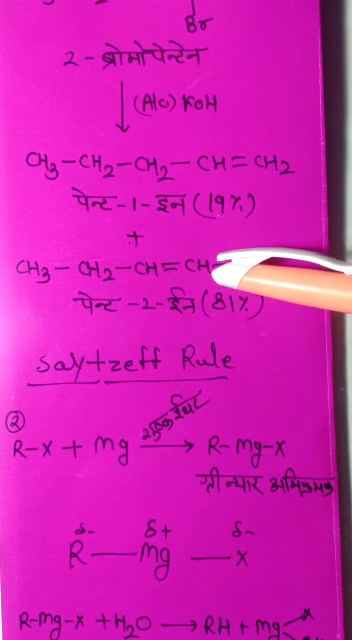 Br
2-ब्रोमोपेन्टेन
(Alc) KOH
CH3-CH2-CH2-CH=CH2
पेन्ट-1-इन (19%)
+
CH3-CH2-CH=CH-
पेन्ट-2-ईन (81%)
Saytzeff Rule
②
शुष्क ईथर
R-X + Mg → R-Mg-X
ग्रीन्यार अभिकर्मक
δ- δ+ δ-
R-Mg-X
R-Mg-X + H2O → RH + Mg X